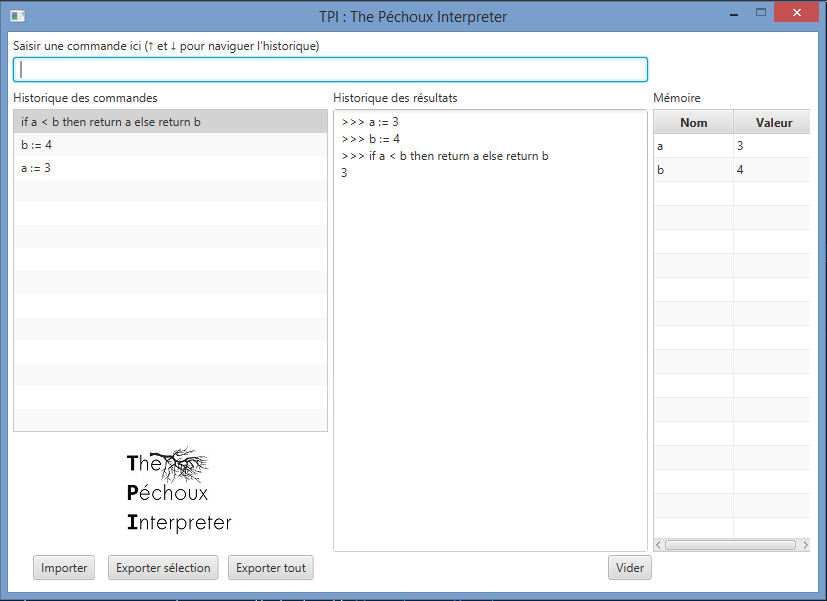 TPI : The Péchoux Interpreter
Saisir une commande ici (↑ et ↓ pour naviguer l'historique)
Historique des commandes
if a < b then return a else return b
b := 4
a := 3
Historique des résultats
>>> a := 3
>>> b := 4
>>> if a < b then return a else return b
3
Mémoire
Nom Valeur
a 3
b 4
The
Péchoux
Interpreter
Importer Exporter sélection Exporter tout Vider